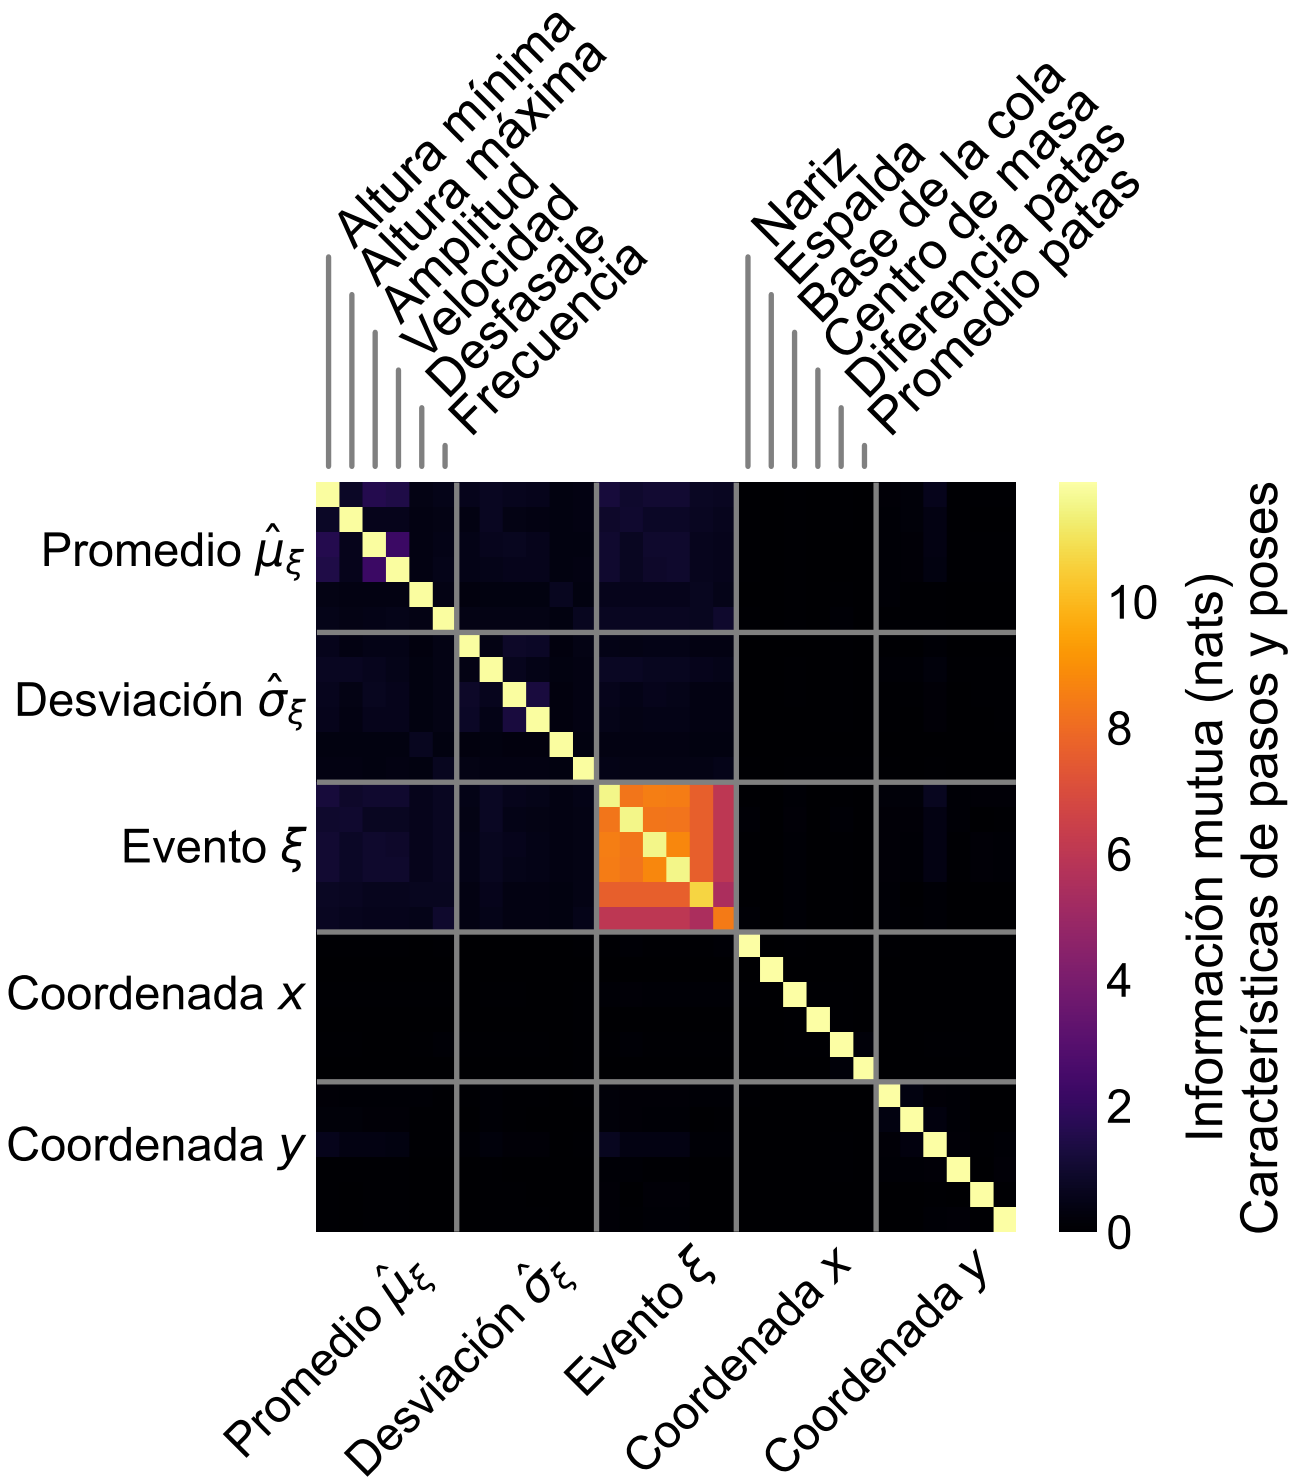 Altura mínima
Altura máxima
Amplitud
Velocidad
Desfasaje
Frecuencia
Nariz
Espalda
Base de la cola
Centro de masa
Diferencia patas
Promedio patas
Promedio μ̂ξ
Desviación σ̂ξ
Evento ξ
Coordenada x
Coordenada y
Promedio μ̂ξ
Desviación σ̂ξ
Evento ξ
Coordenada x
Coordenada y
10
8
6
4
2
0
Información mutua (nats)
Características de pasos y poses